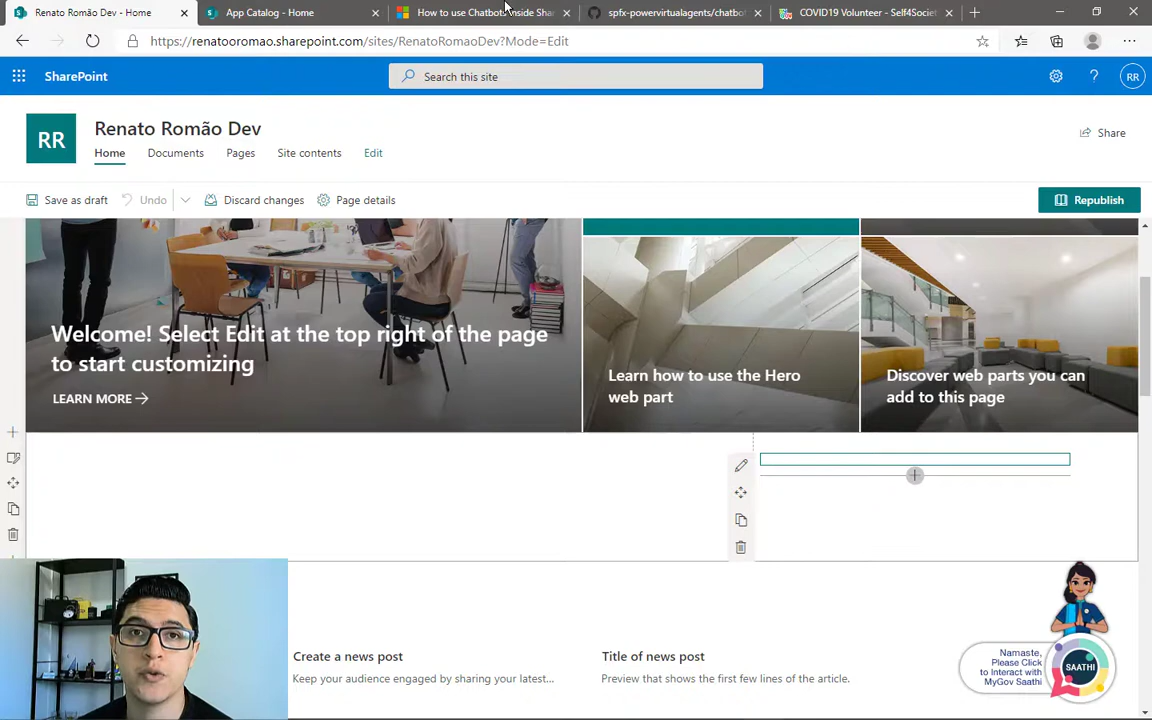 Renato Romão Dev - Home
App Catalog - Home
How to use Chatbots inside Shar
spfx-powervirtualagents/chatbot
COVID19 Volunteer - Self4Societ
https://renatooromao.sharepoint.com/sites/RenatoRomaoDev?Mode=Edit
SharePoint
Search this site
RR
RR
Renato Romão Dev
Share
Home
Documents
Pages
Site contents
Edit
Save as draft
Undo
Discard changes
Page details
Republish
Welcome! Select Edit at the top right of the page
to start customizing
LEARN MORE
Learn how to use the Hero
web part
Discover web parts you can
add to this page
Create a news post
Keep your audience engaged by sharing your latest...
Title of news post
Preview that shows the first few lines of the article.
Namaste,
Please Click
to Interact with
MyGov Saathi
SAATHI